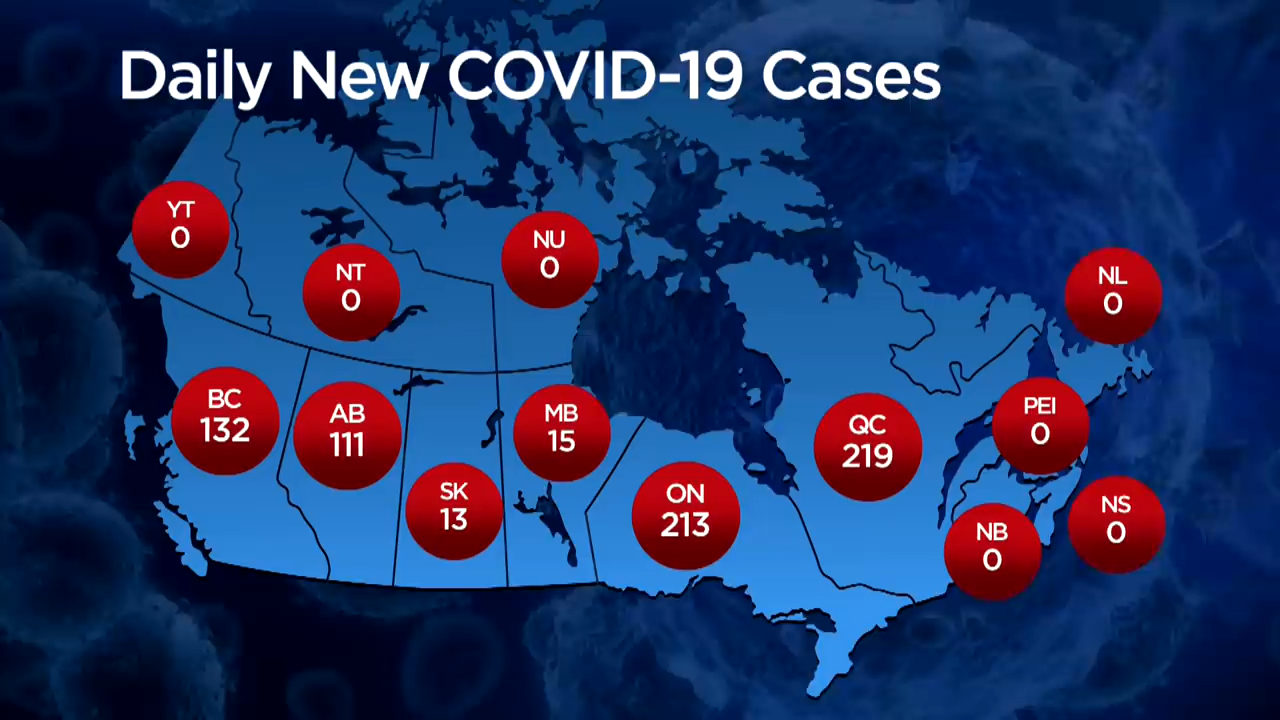 Daily New COVID-19 Cases
YT
0
NT
0
NU
0
NL
0
BC
132
AB
111
SK
13
MB
15
ON
213
QC
219
PEI
0
NB
0
NS
0